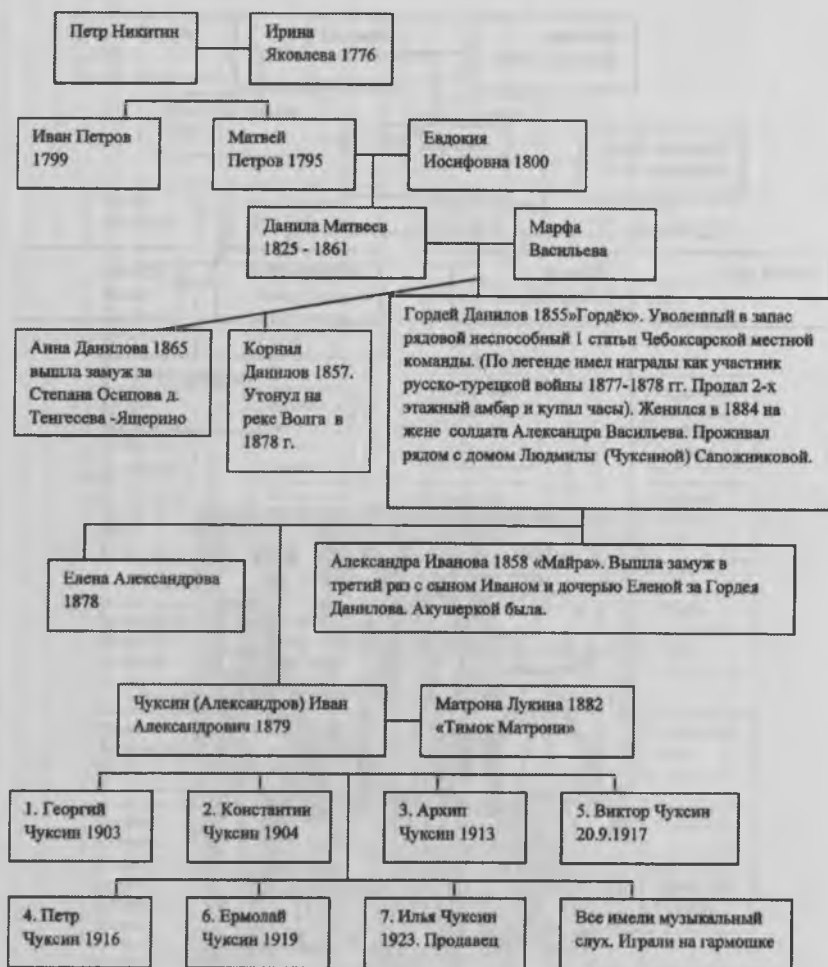 Петр Никитин
Ирина
Яковлева 1776
Иван Петров
1799
Матвей
Петров 1795
Евдокия
Иосифовна 1800
Данила Матвеев
1825 - 1861
Марфа
Васильева
Анна Данилова 1865
вышла замуж за
Степана Осипова д.
Тенгесева -Ящерино
Корнил
Данилов 1857.
Утонул на
реке Волга в
1878 г.
Гордей Данилов 1855»Гордёк». Уволенный в запас
рядовой неспособный 1 статьи Чебоксарской местной
команды. (По легенде имел награды как участник
русско-турецкой войны 1877-1878 гг. Продал 2-х
этажный амбар и купил часы). Женился в 1884 на
жене солдата Александра Васильева. Проживал
рядом с домом Людмилы (Чуксиной) Сапожниковой.
Елена Александрова
1878
Александра Иванова 1858 «Майра». Вышла замуж в
третий раз с сыном Иваном и дочерью Еленой за Гордея
Данилова. Акушеркой была.
Чуксин (Александров) Иван
Александрович 1879
Матрона Лукина 1882
«Тимок Матрони»
1. Георгий
Чуксин 1903
2. Константин
Чуксин 1904
3. Архип
Чуксин 1913
5. Виктор Чуксин
20.9.1917
4. Петр
Чуксин 1916
6. Ермолай
Чуксин 1919
7. Илья Чуксин
1923. Продавец
Все имели музыкальный
слух. Играли на гармошке